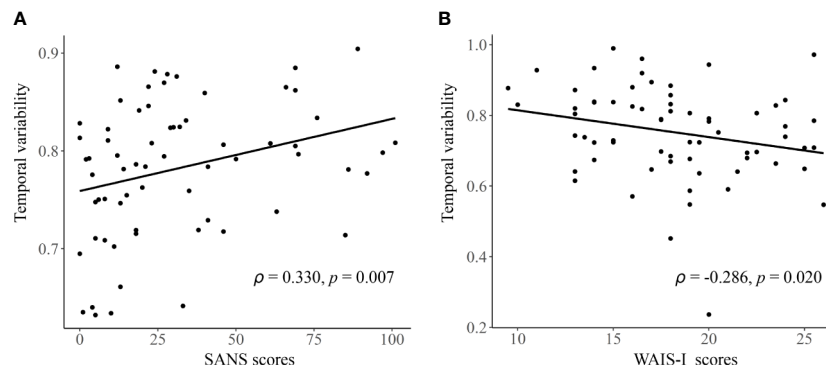 A
B
Temporal variability
0.9
0.8
0.7
ρ = 0.330, p = 0.007
0
25
50
75
100
SANS scores
Temporal variability
1.0
0.8
0.6
0.4
0.2
ρ = -0.286, p = 0.020
10
15
20
25
WAIS-I scores